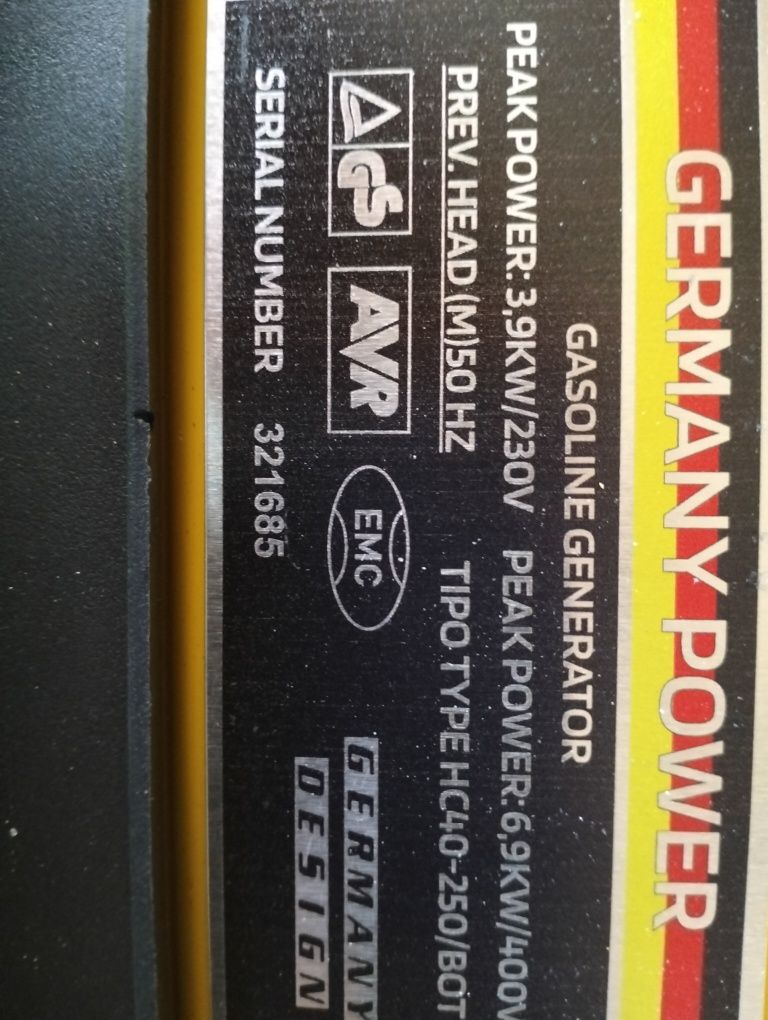 GERMANY POWER
GASOLINE GENERATOR
PEAK POWER: 3,9KW/230V PEAK POWER: 6,9KW/400V
PREV. HEAD (M)50 HZ TIPO TYPE HC40-250/BOT
GS AVR EMC
GERMANY
DESIGN
SERIAL NUMBER 321685